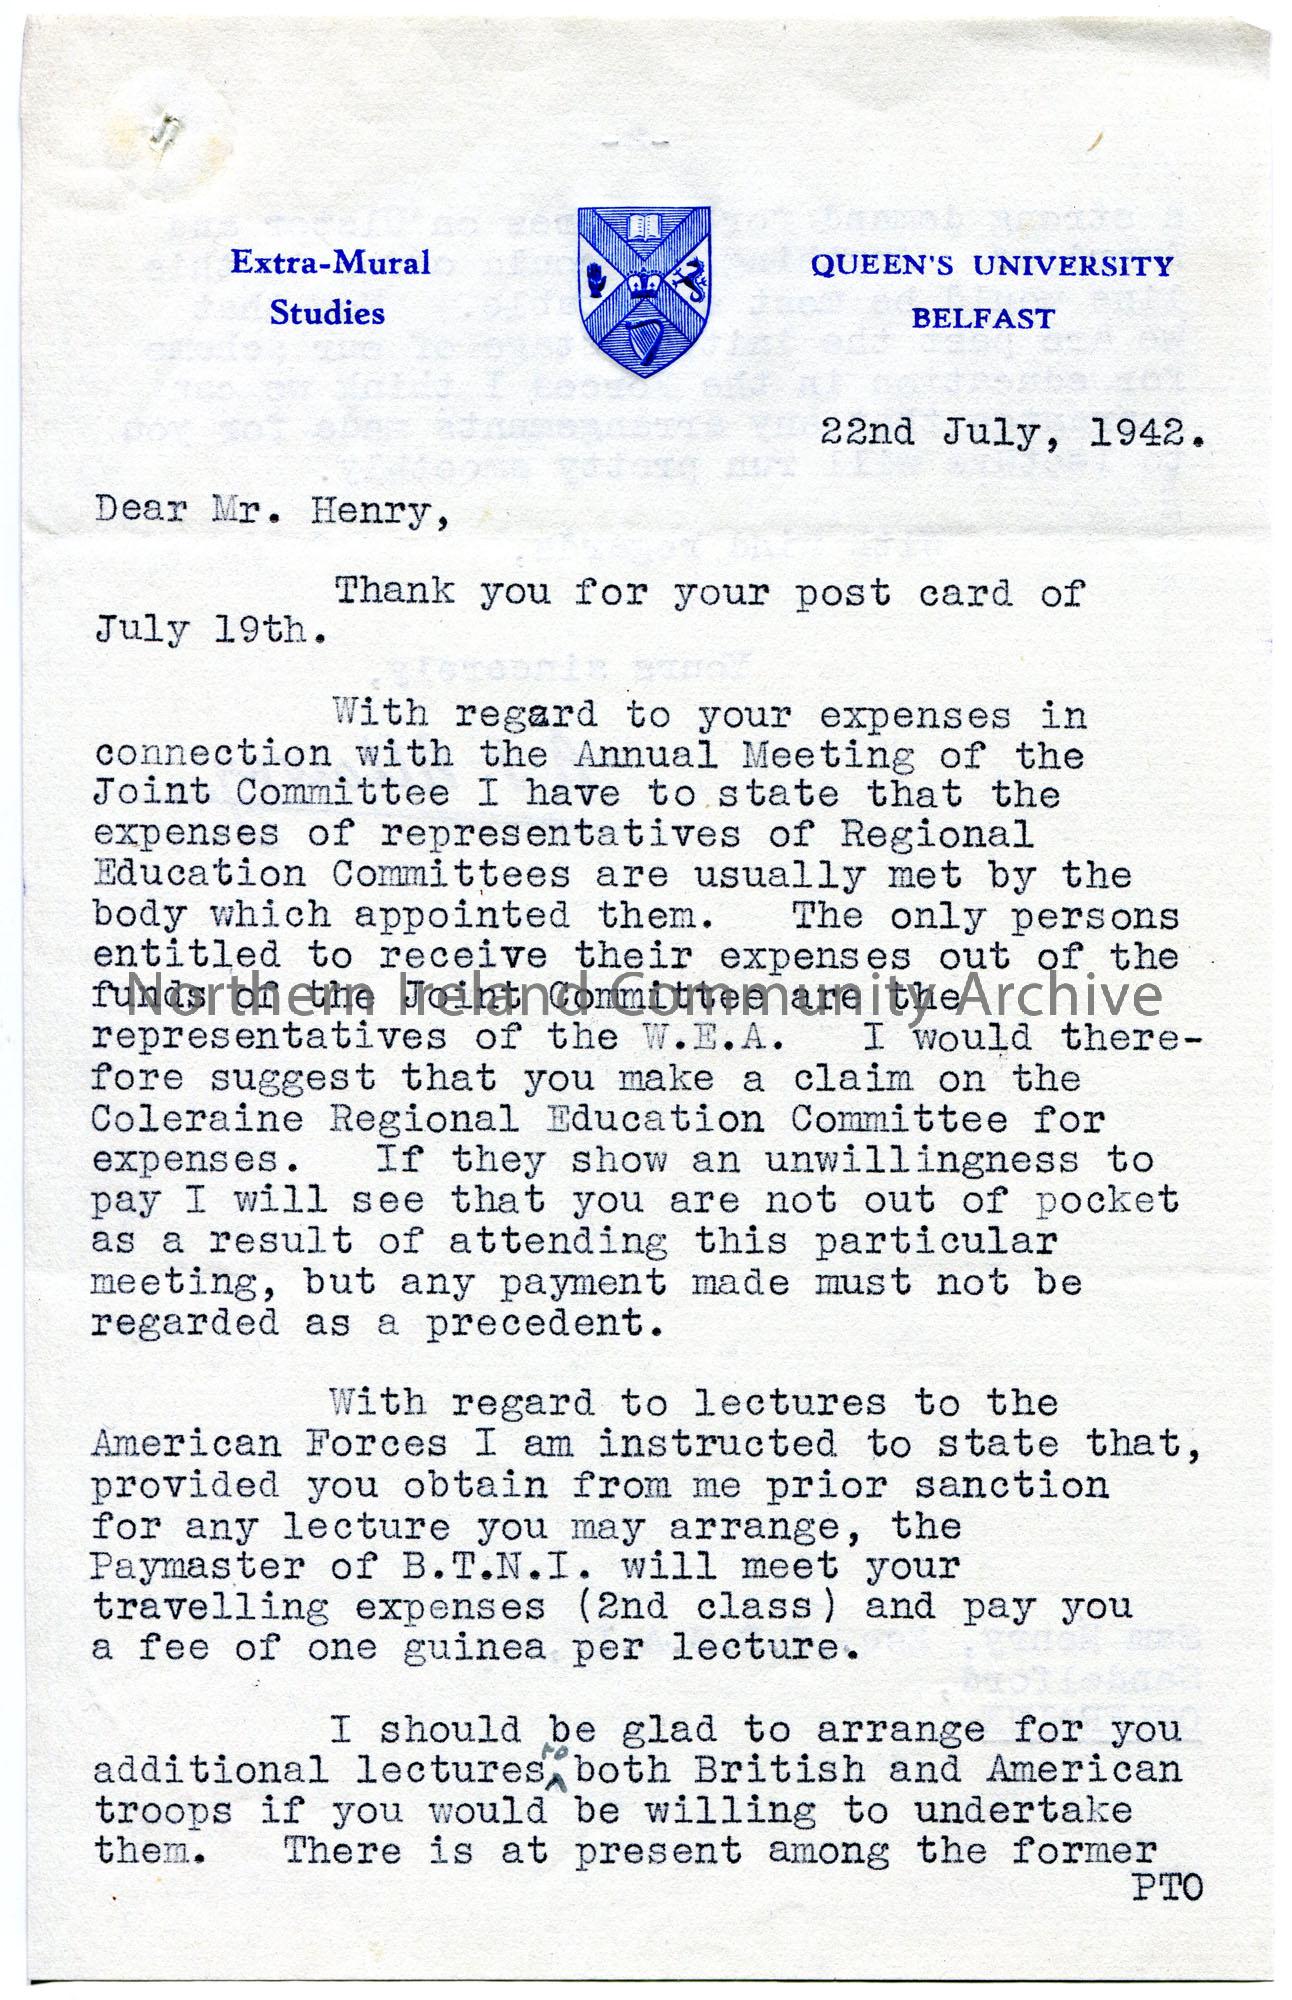 Extra-Mural
Studies
QUEEN'S UNIVERSITY
BELFAST
22nd July, 1942.
Dear Mr. Henry,
Thank you for your post card of
July 19th.
With regard to your expenses in
connection with the Annual Meeting of the
Joint Committee I have to state that the
expenses of representatives of Regional
Education Committees are usually met by the
body which appointed them. The only persons
entitled to receive their expenses out of the
funds of the Joint Committee are the
Northern Ireland Community Archive
representatives of the W.E.A. I would there-
fore suggest that you make a claim on the
Coleraine Regional Education Committee for
expenses. If they show an unwillingness to
pay I will see that you are not out of pocket
as a result of attending this particular
meeting, but any payment made must not be
regarded as a precedent.
With regard to lectures to the
American Forces I am instructed to state that,
provided you obtain from me prior sanction
for any lecture you may arrange, the
Paymaster of B.T.N.I. will meet your
travelling expenses (2nd class) and pay you
a fee of one guinea per lecture.
I should be glad to arrange for you
additional lectures to both British and American
troops if you would be willing to undertake
them. There is at present among the former
PTO